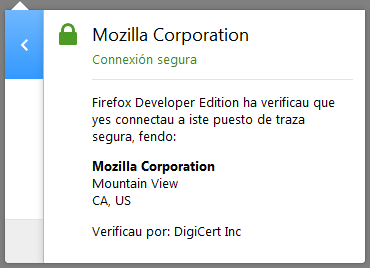 Mozilla Corporation
Connexión segura
Firefox Developer Edition ha verificau que
yes connectau a iste puesto de traza
segura, fendo:
Mozilla Corporation
Mountain View
CA, US
Verificau por: DigiCert Inc